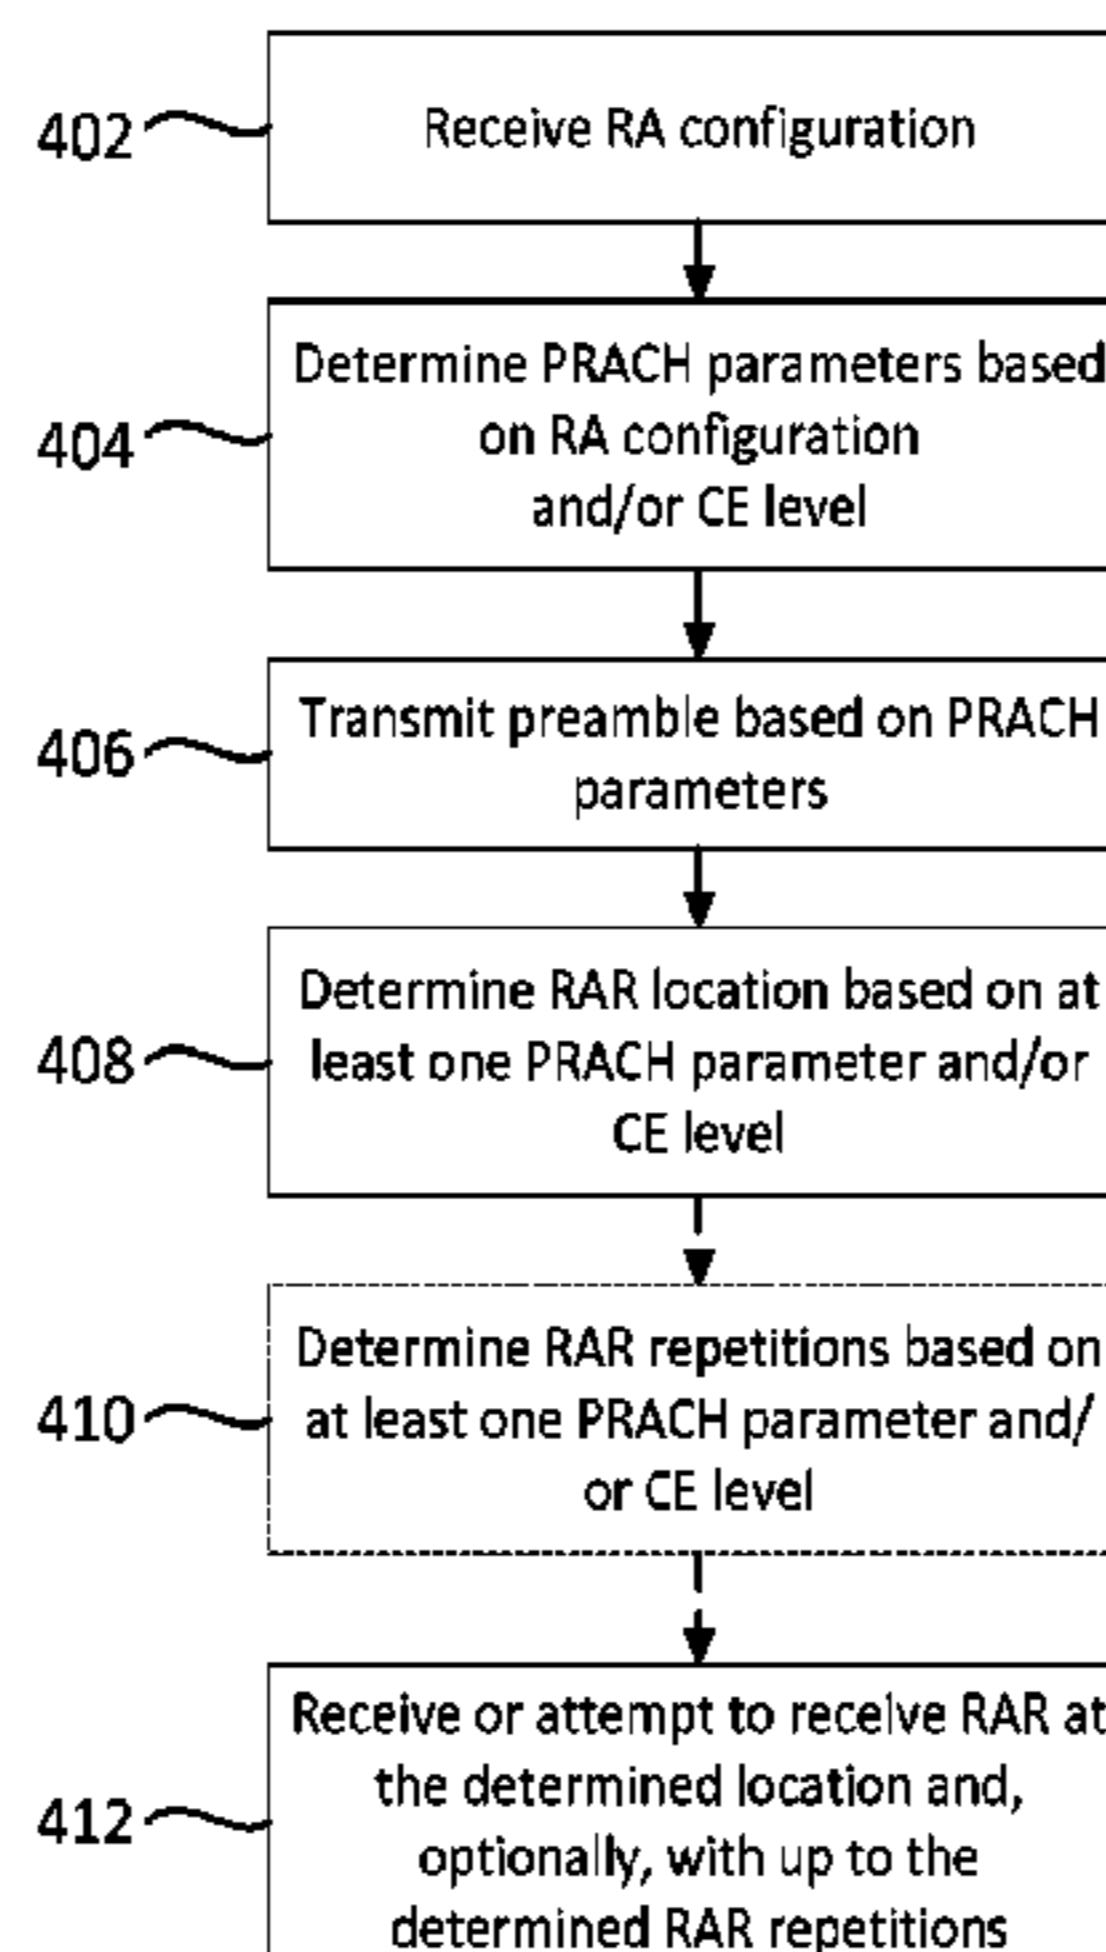 402
Receive RA configuration
404
Determine PRACH parameters based
on RA configuration
and/or CE level
406
Transmit preamble based on PRACH
parameters
408
Determine RAR location based on at
least one PRACH parameter and/or
CE level
410
Determine RAR repetitions based on
at least one PRACH parameter and/
or CE level
412
Receive or attempt to receive RAR at
the determined location and,
optionally, with up to the
determined RAR repetitions